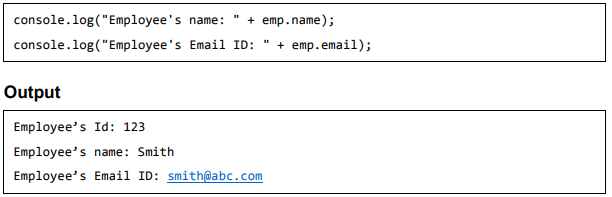 console.log("Employee's name: " + emp.name);
console.log("Employee's Email ID: " + emp.email);
Output
Employee’s Id: 123
Employee’s name: Smith
Employee’s Email ID: smith@abc.com